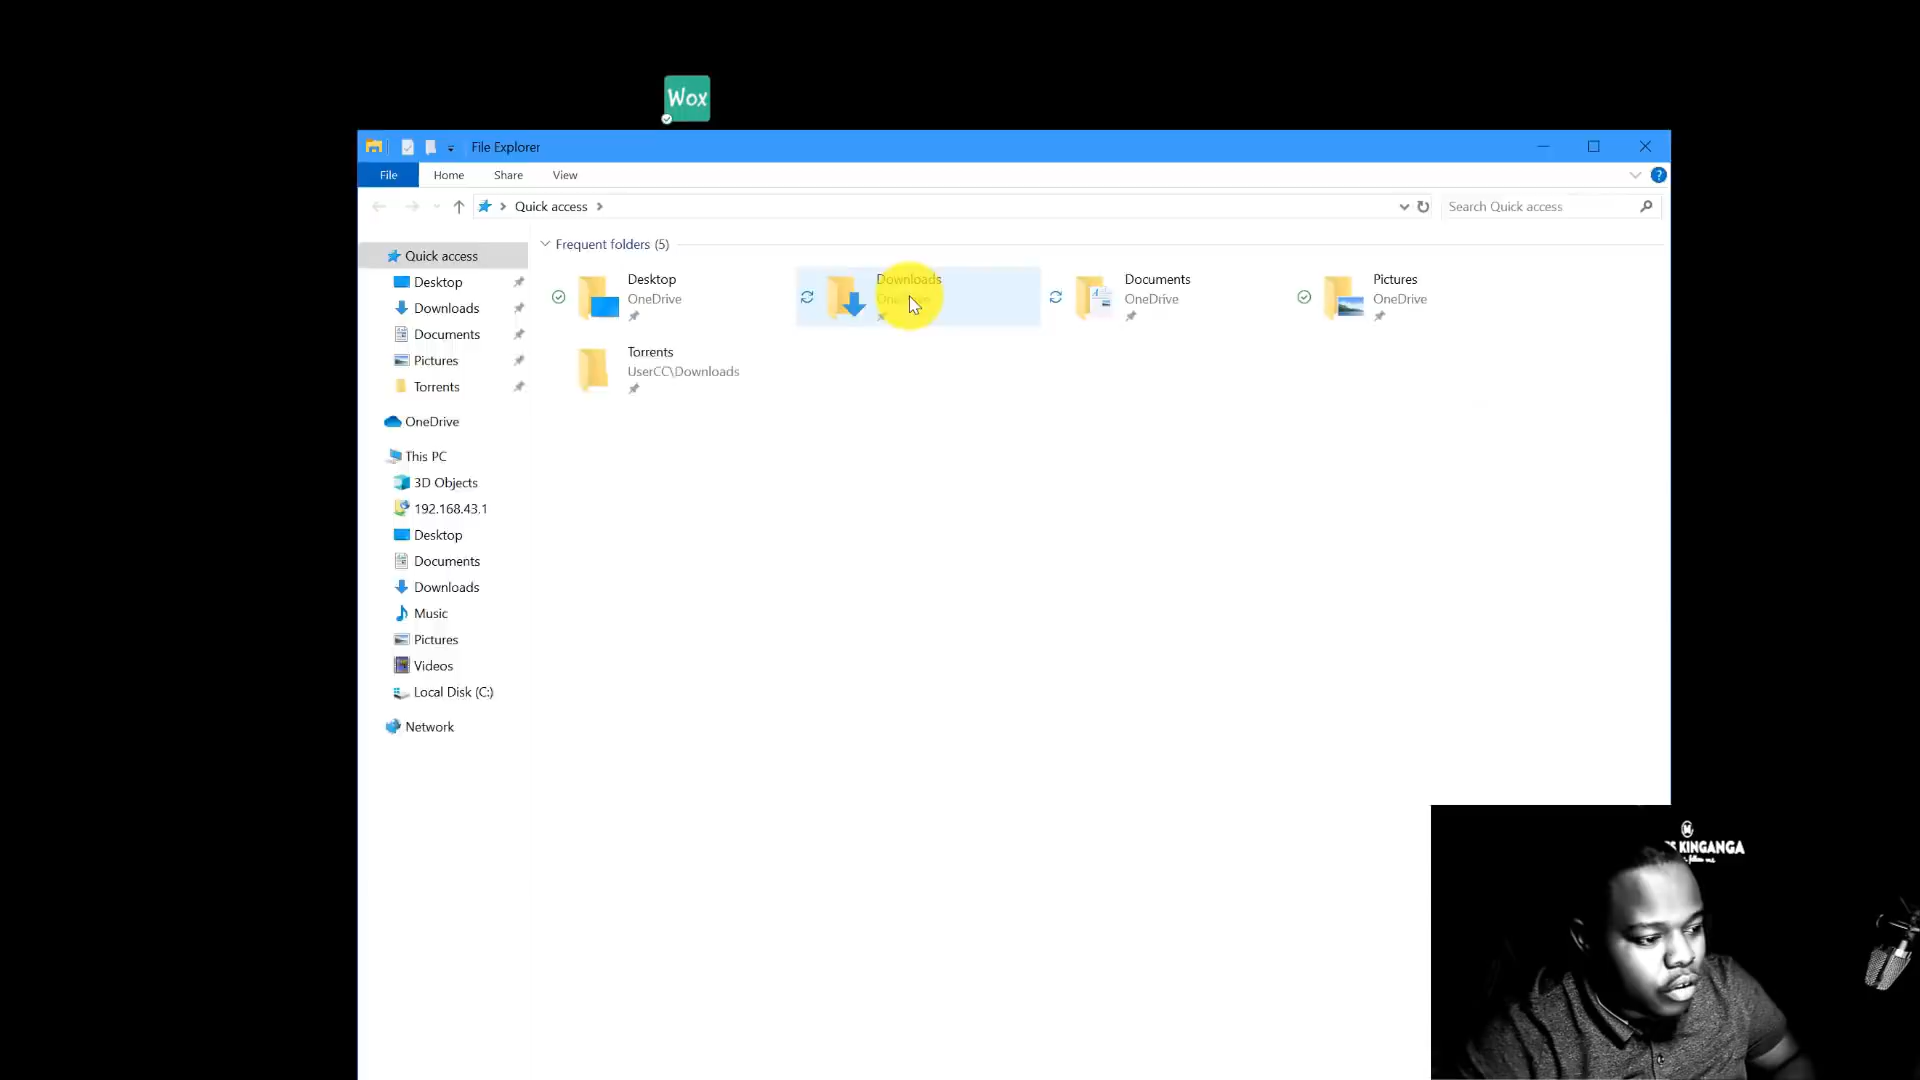 Wox
File Explorer
File Home Share View
Quick access
Search Quick access
Quick access
Desktop
Downloads
Documents
Pictures
Torrents
OneDrive
This PC
3D Objects
192.168.43.1
Desktop
Documents
Downloads
Music
Pictures
Videos
Local Disk (C:)
Network
Frequent folders (5)
Desktop
OneDrive
Downloads
OneDrive
Documents
OneDrive
Pictures
OneDrive
Torrents
UserCC\Downloads
KINGANGA